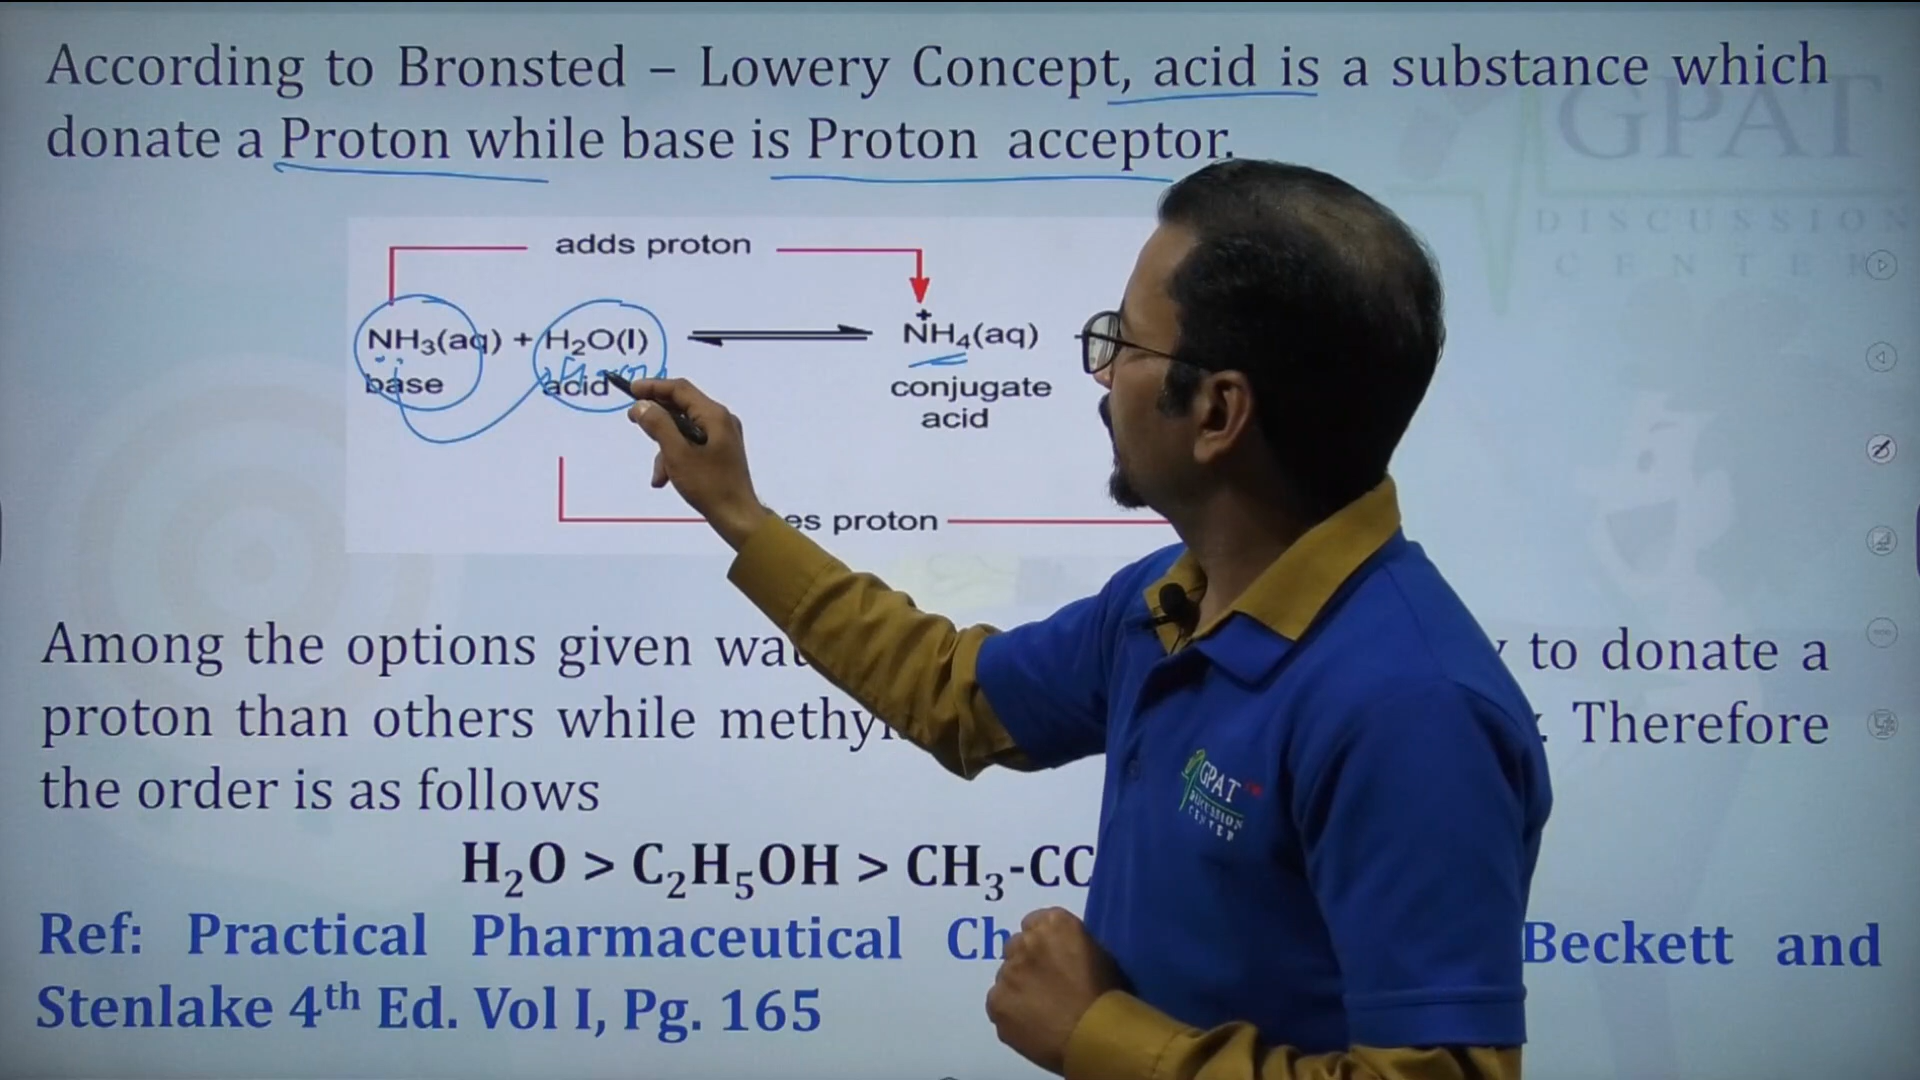 According to Bronsted – Lowery Concept, acid is a substance which
donate a Proton while base is Proton acceptor.
GPAT
DISCUSSION
CENTER
adds proton
NH3(aq) + H2O(l) NH4(aq)
+
base acid conjugate
acid
es proton
Among the options given to donate a
proton than others while Therefore
the order is as follows
H2O > C2H5OH > CH3-CC
Ref: Practical Pharmaceutical Beckett and
Stenlake 4th Ed. Vol I, Pg. 165
GPAT
DISCUSSION
CENTER